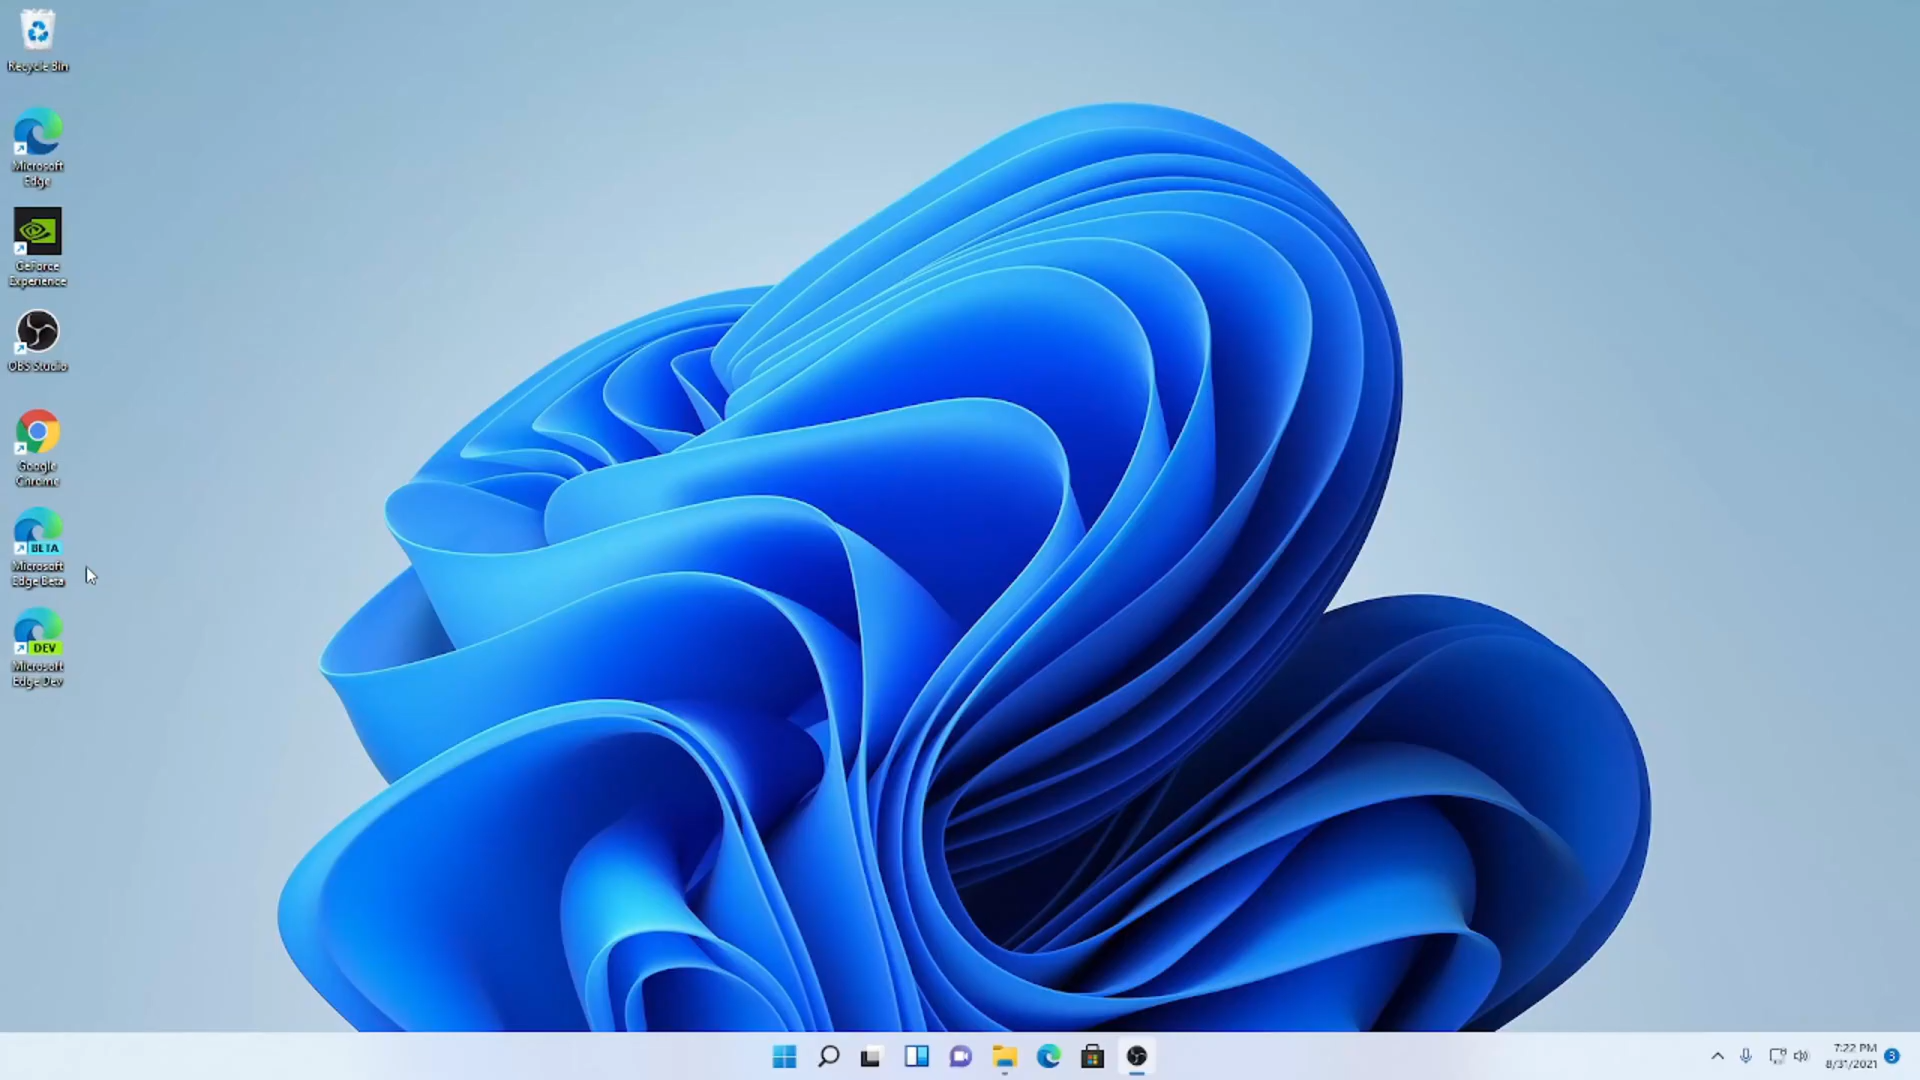 Recycle Bin
Microsoft
Edge
GeForce
Experience
OBS Studio
Google
Chrome
BETA
Microsoft
Edge Beta
DEV
Microsoft
Edge Dev
7:22 PM
8/31/2021
3